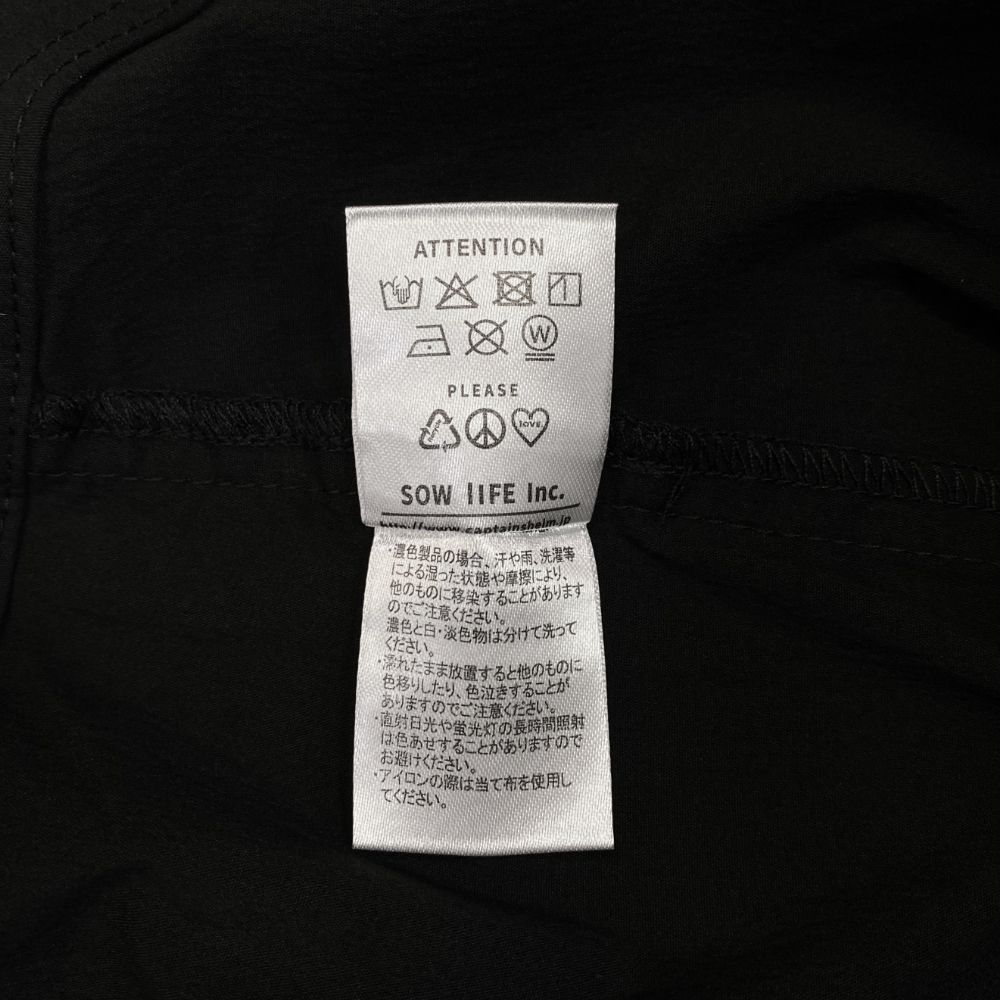 ATTENTION
W
PLEASE
love.
SOW lIFE Inc.
http://www.captainshelm.jp
・濃色製品の場合、汗や雨、洗濯等
による湿った状態や摩擦により、
他のものに移染することがあります
のでご注意ください。
濃色と白・淡色物は分けて洗って
ください。
・濡れたまま放置すると他のものに
色移りしたり、色泣きすることが
ありますのでご注意ください。
・直射日光や蛍光灯の長時間照射
は色あせすることがありますので
お避けください。
・アイロンの際は当て布を使用し
てください。